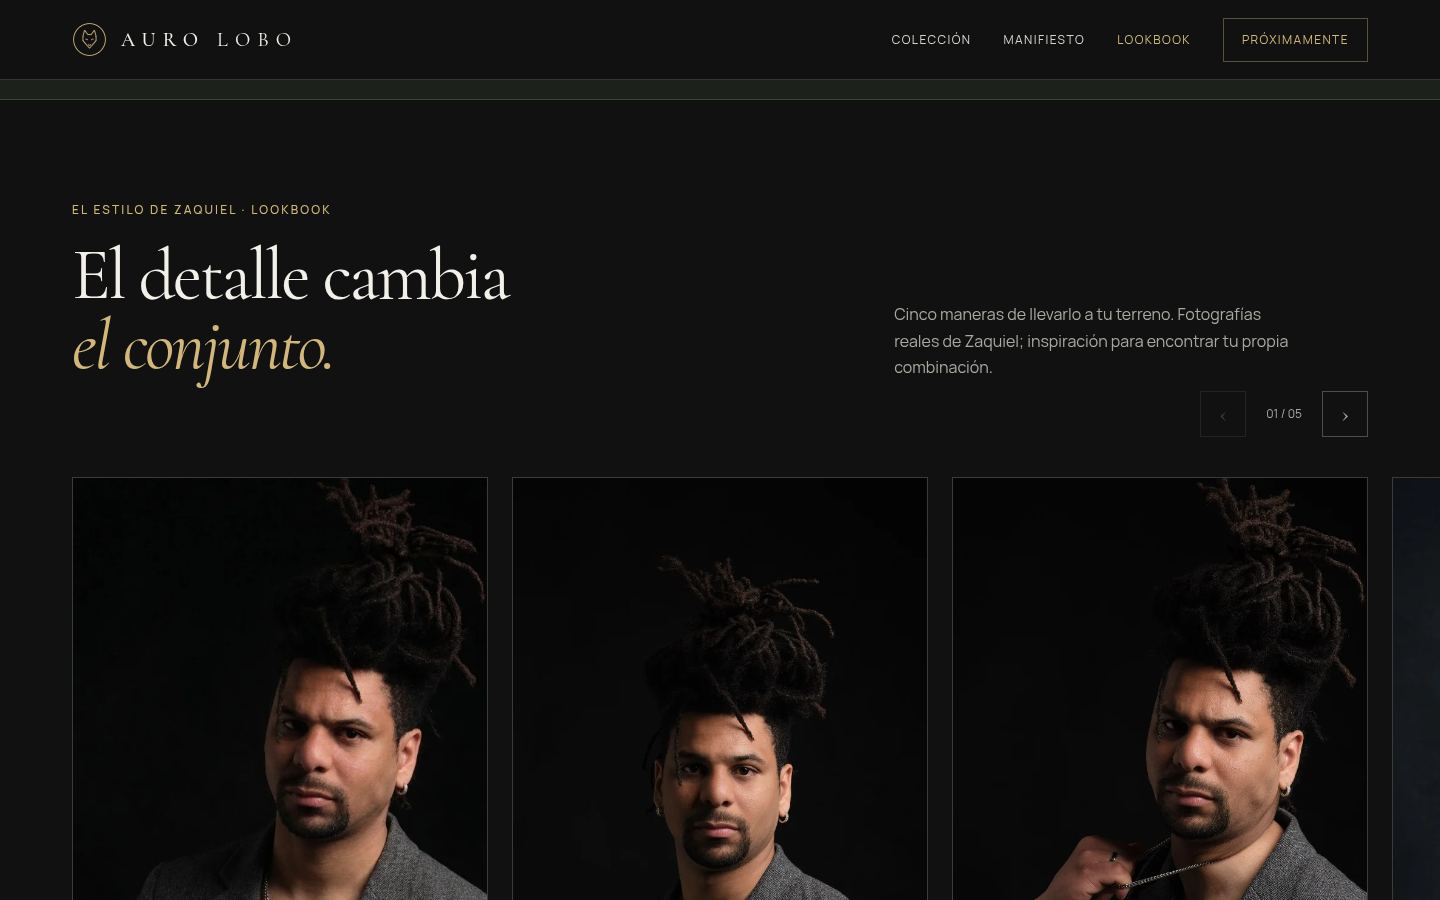 AURO LOBO
COLECCIÓN
MANIFIESTO
LOOKBOOK
PRÓXIMAMENTE
EL ESTILO DE ZAQUIEL · LOOKBOOK
El detalle cambia
el conjunto.
Cinco maneras de llevarlo a tu terreno. Fotografías
reales de Zaquiel; inspiración para encontrar tu propia
combinación.
‹
01 / 05
›